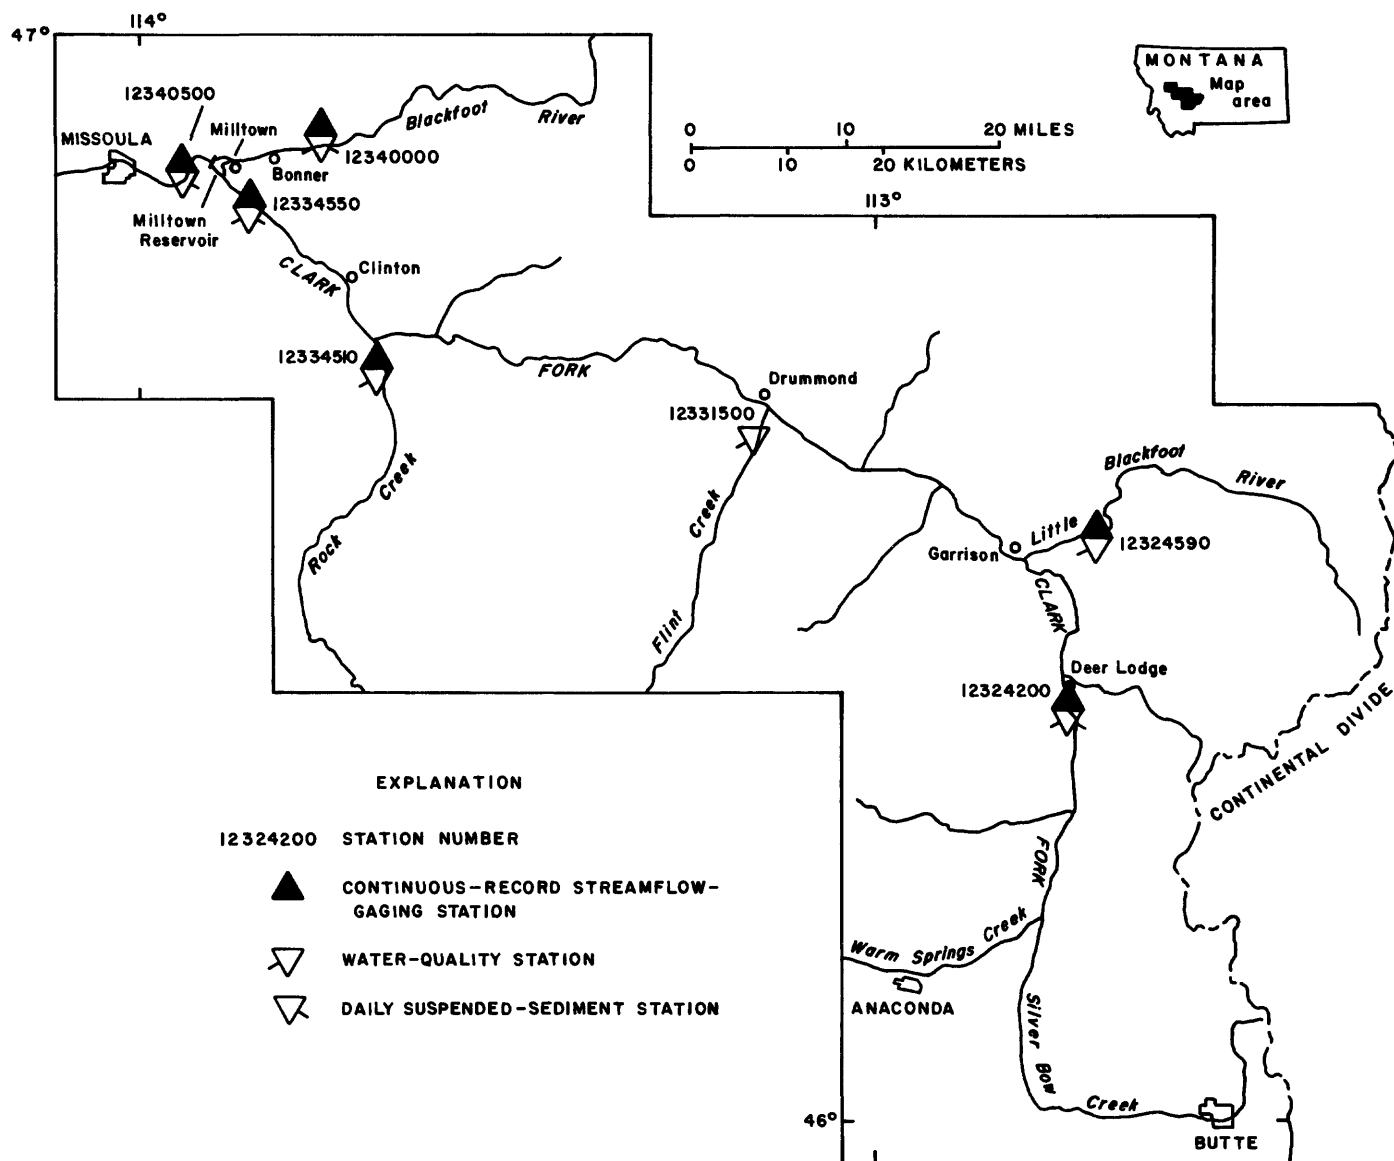 114°
47°
MONTANA
Map
area
12340500
Blackfoot
River
MISSOULA
Milltown
12340000
Bonner
0 10 20 MILES
0 10 20 KILOMETERS
12334550
Milltown
Reservoir
113°
CLARK
Clinton
12334510
FORK
Drummond
12331500
Creek
Rock
Creek
Flint
Blackfoot
River
Little
12324590
Garrison
CLARK
Deer Lodge
12324200
CONTINENTAL DIVIDE
EXPLANATION
12324200 STATION NUMBER
CONTINUOUS-RECORD STREAMFLOW-
GAGING STATION
WATER-QUALITY STATION
DAILY SUSPENDED-SEDIMENT STATION
FORK
Warm Springs Creek
ANACONDA
Silver Bow
Creek
46°
BUTTE